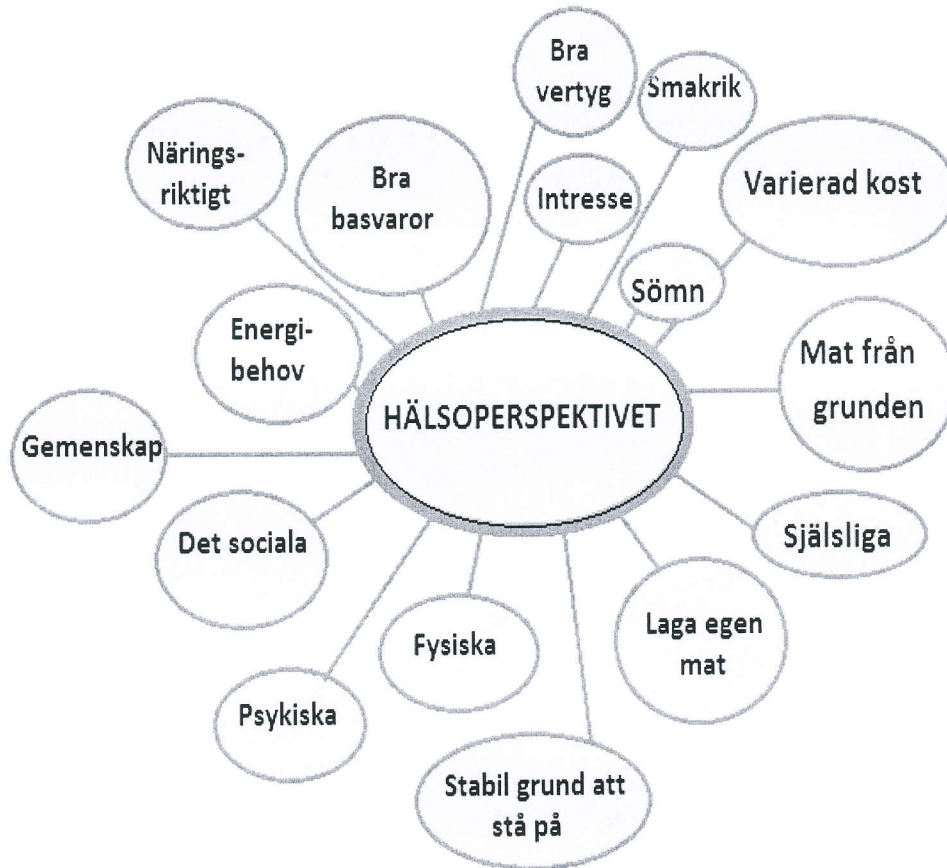 Bra
vertyg
Smakrik
Närings-
riktigt
Bra
basvaror
Intresse
Varierad kost
Sömn
Energi-
behov
Mat från
grunden
HÄLSOPERSPEKTIVET
Gemenskap
Det sociala
Själsliga
Fysiska
Laga egen
mat
Psykiska
Stabil grund att
stå på